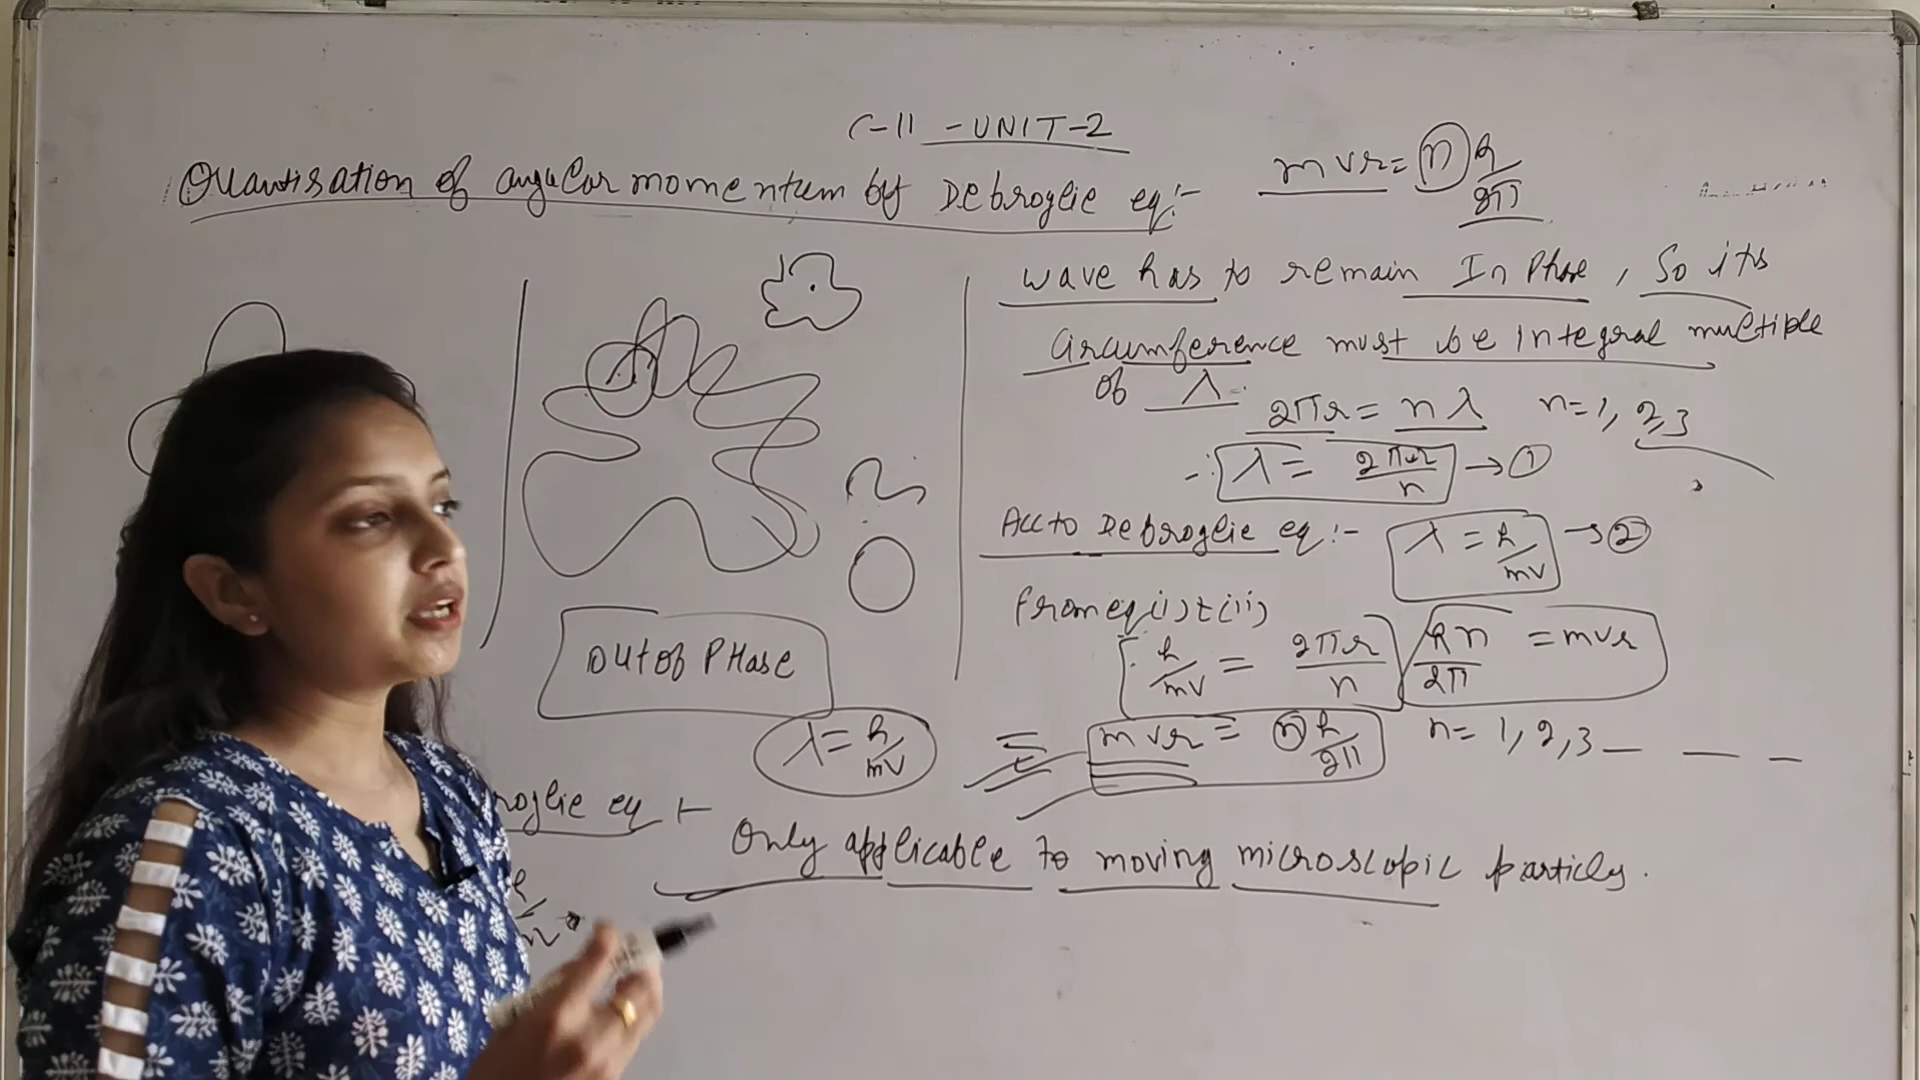 C-11 - UNIT-2
Quantisation of angular momentum by Debroglie eq:-
mvr = n h/2π
wave has to remain In Phase, So its
Circumference must be integral multiple
of λ.
2πr = nλ n=1, 2, 3
∴ λ = 2πr/n → 1
Acc to Debroglie eq:- λ = h/mv → 2
from eq (i) & (ii)
h/mv = 2πr/n
hn/2π = mvr
OUT OF PHase
λ = h/mv
mvr = n h/2π n= 1, 2, 3 — — —
roglie eq :-
Only applicable to moving microscopic particles.